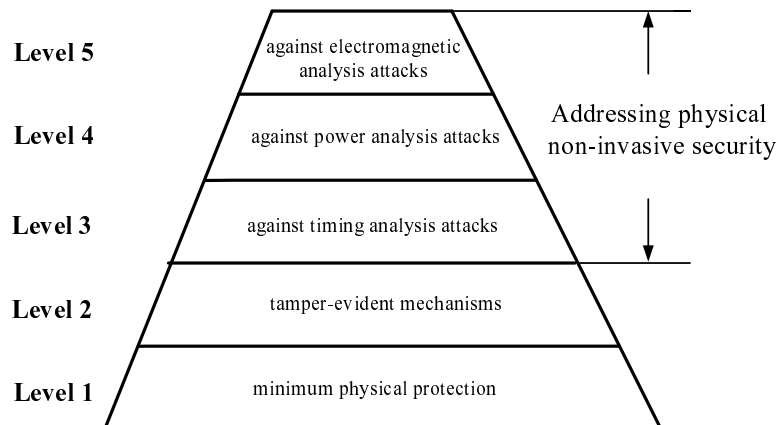 Level 5
against electromagnetic
analysis attacks
Level 4
against power analysis attacks
Addressing physical
non-invasive security
Level 3
against timing analysis attacks
Level 2
tamper-evident mechanisms
Level 1
minimum physical protection